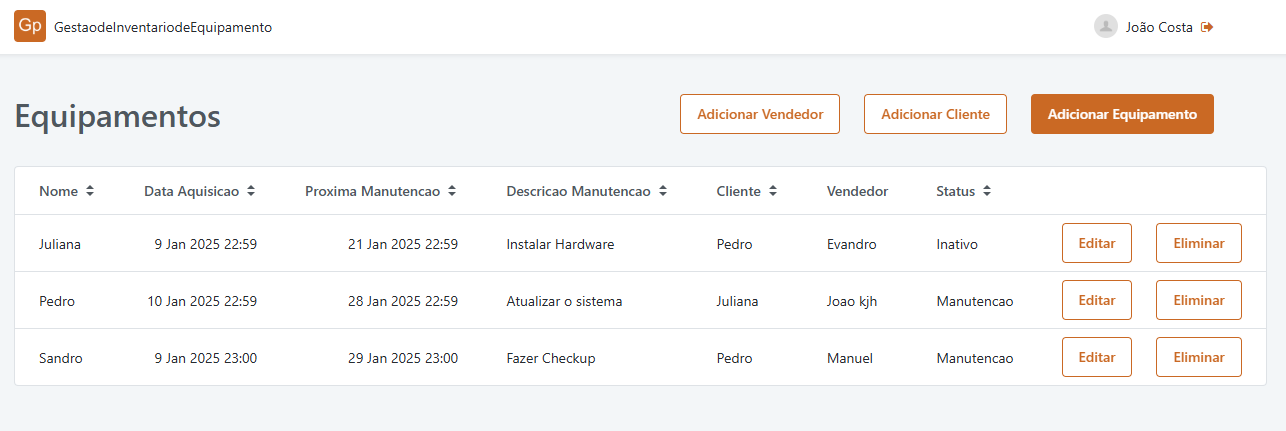 Gp GestaodeInventariodeEquipamento João Costa
Equipamentos Adicionar Vendedor Adicionar Cliente Adicionar Equipamento
Nome Data Aquisicao Proxima Manutencao Descricao Manutencao Cliente Vendedor Status
Juliana 9 Jan 2025 22:59 21 Jan 2025 22:59 Instalar Hardware Pedro Evandro Inativo Editar Eliminar
Pedro 10 Jan 2025 22:59 28 Jan 2025 22:59 Atualizar o sistema Juliana Joao kjh Manutencao Editar Eliminar
Sandro 9 Jan 2025 23:00 29 Jan 2025 23:00 Fazer Checkup Pedro Manuel Manutencao Editar Eliminar